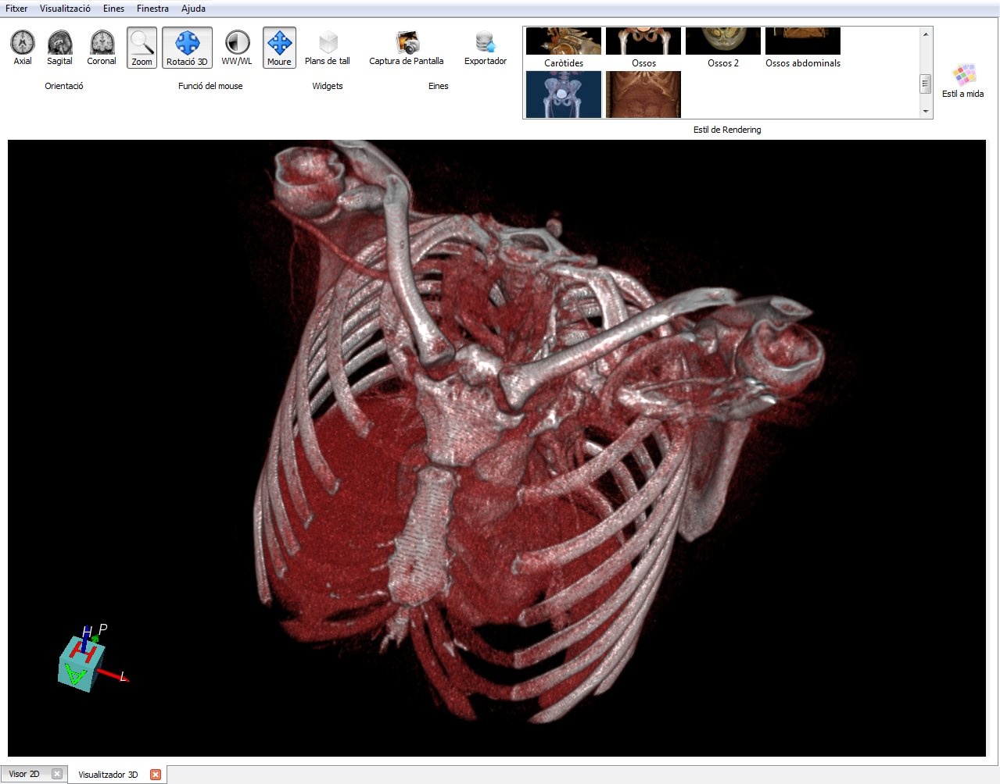 Fitxer Visualització Eines Finestra Ajuda
Axial Sagital Coronal Zoom Rotació 3D WW/WL Moure Plans de tall Captura de Pantalla Exportador
Orientació Funció del mouse Widgets Eines
Caròtides Ossos Ossos 2 Ossos abdominals
Estil a mida
Estil de Rendering
H P
H
A L
Visor 2D Visualitzador 3D